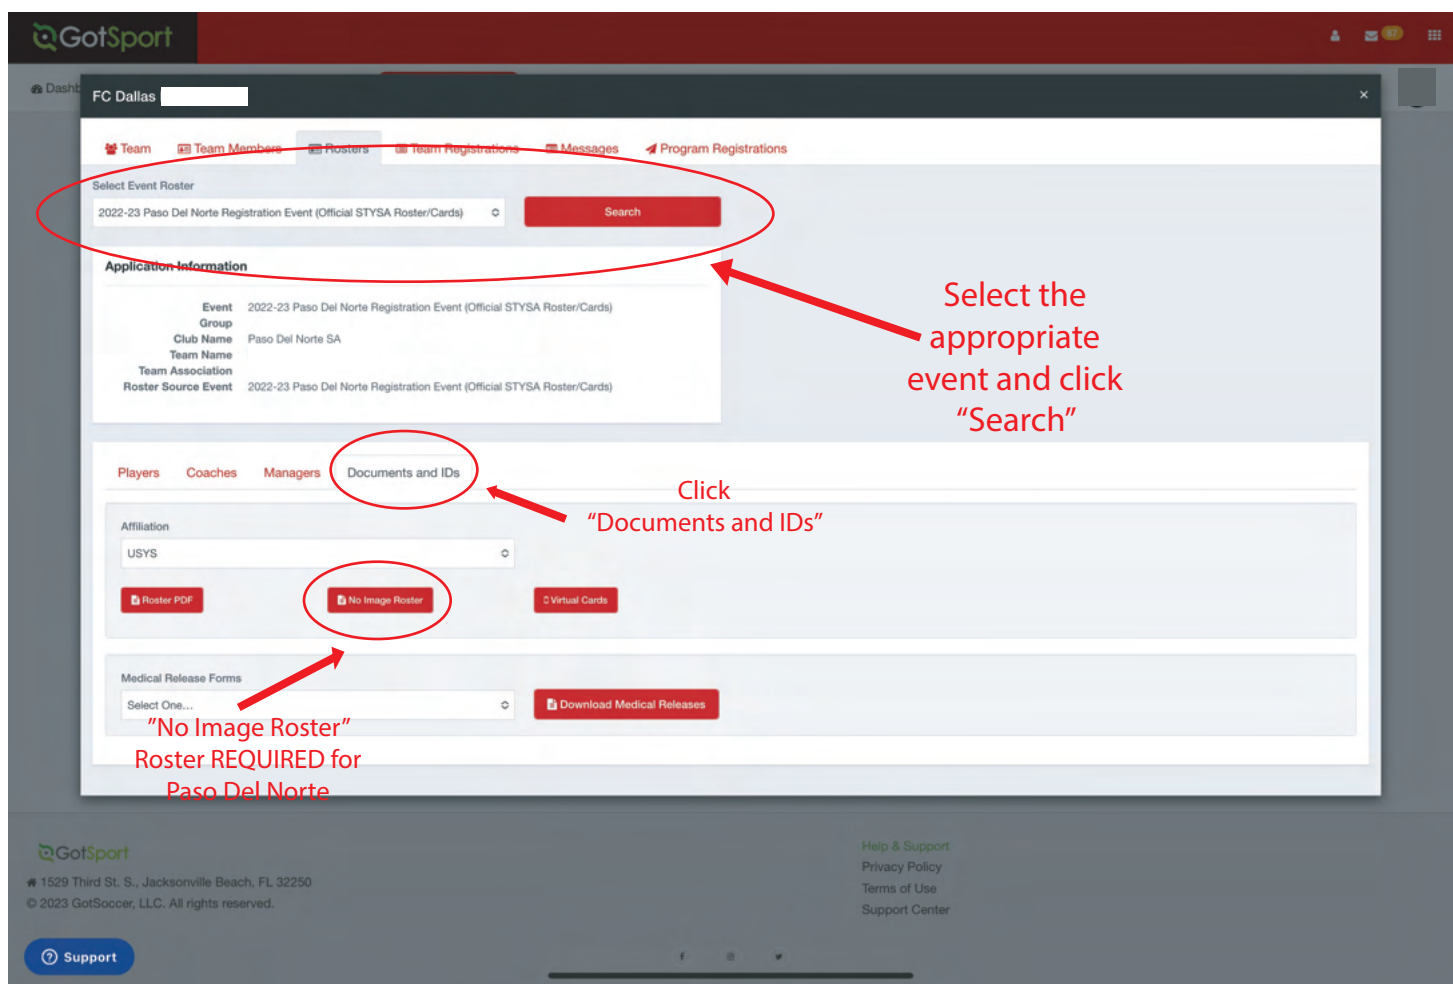 GotSport
87
Dashb
FC Dallas
×
Team
Team Members
Rosters
Team Registrations
Messages
Program Registrations
Select Event Roster
2022-23 Paso Del Norte Registration Event (Official STYSA Roster/Cards)
Search
Application Information
Event 2022-23 Paso Del Norte Registration Event (Official STYSA Roster/Cards)
Group
Club Name Paso Del Norte SA
Team Name
Team Association
Roster Source Event 2022-23 Paso Del Norte Registration Event (Official STYSA Roster/Cards)
Select the
appropriate
event and click
“Search”
Players
Coaches
Managers
Documents and IDs
Click
“Documents and IDs”
Affiliation
USYS
Roster PDF
No Image Roster
Virtual Cards
Medical Release Forms
Select One...
Download Medical Releases
”No Image Roster”
Roster REQUIRED for
Paso Del Norte
GotSport
1529 Third St. S., Jacksonville Beach, FL 32250
© 2023 GotSoccer, LLC. All rights reserved.
Help & Support
Privacy Policy
Terms of Use
Support Center
Support